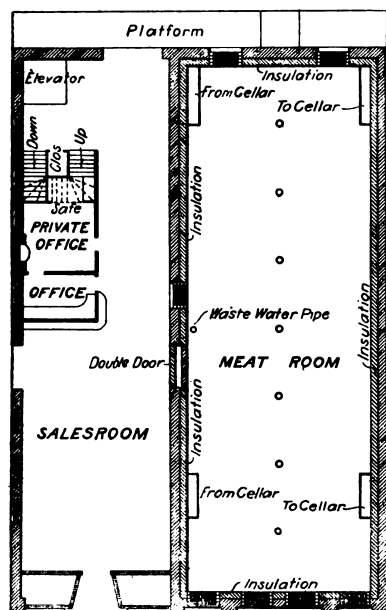 Platform
Elevator
Insulation
From Cellar
To Cellar
Down
Clos
Up
Safe
PRIVATE
OFFICE
Insulation
OFFICE
Insulation
Waste Water Pipe
Double Door
MEAT ROOM
SALESROOM
Insulation
From Cellar
To Cellar
Insulation